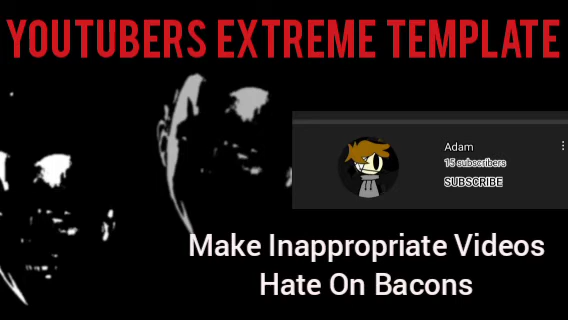 YOUTUBERS EXTREME TEMPLATE
Adam
15 subscribers
SUBSCRIBE
Make Inappropriate Videos
Hate On Bacons